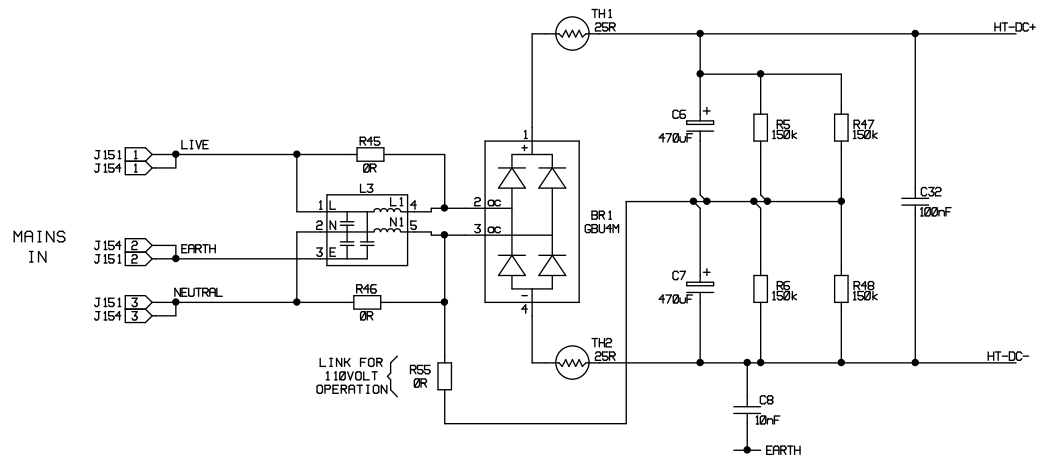 TH1
25R
HT-DC+
C6
+
470uF
R5
150k
R47
150k
J151 1
J154 1
LIVE
R45
0R
1
+
L3
1 L L1 4
2 N N1 5
3 E
2 ac
3 ac
BR1
GBU4M
C32
100nF
MAINS
IN
J154 2
J151 2
EARTH
C7
+
470uF
R6
150k
R48
150k
J151 3
J154 3
NEUTRAL
R46
0R
-
4
TH2
25R
HT-DC-
LINK FOR
110VOLT
OPERATION
R55
0R
C8
10nF
EARTH